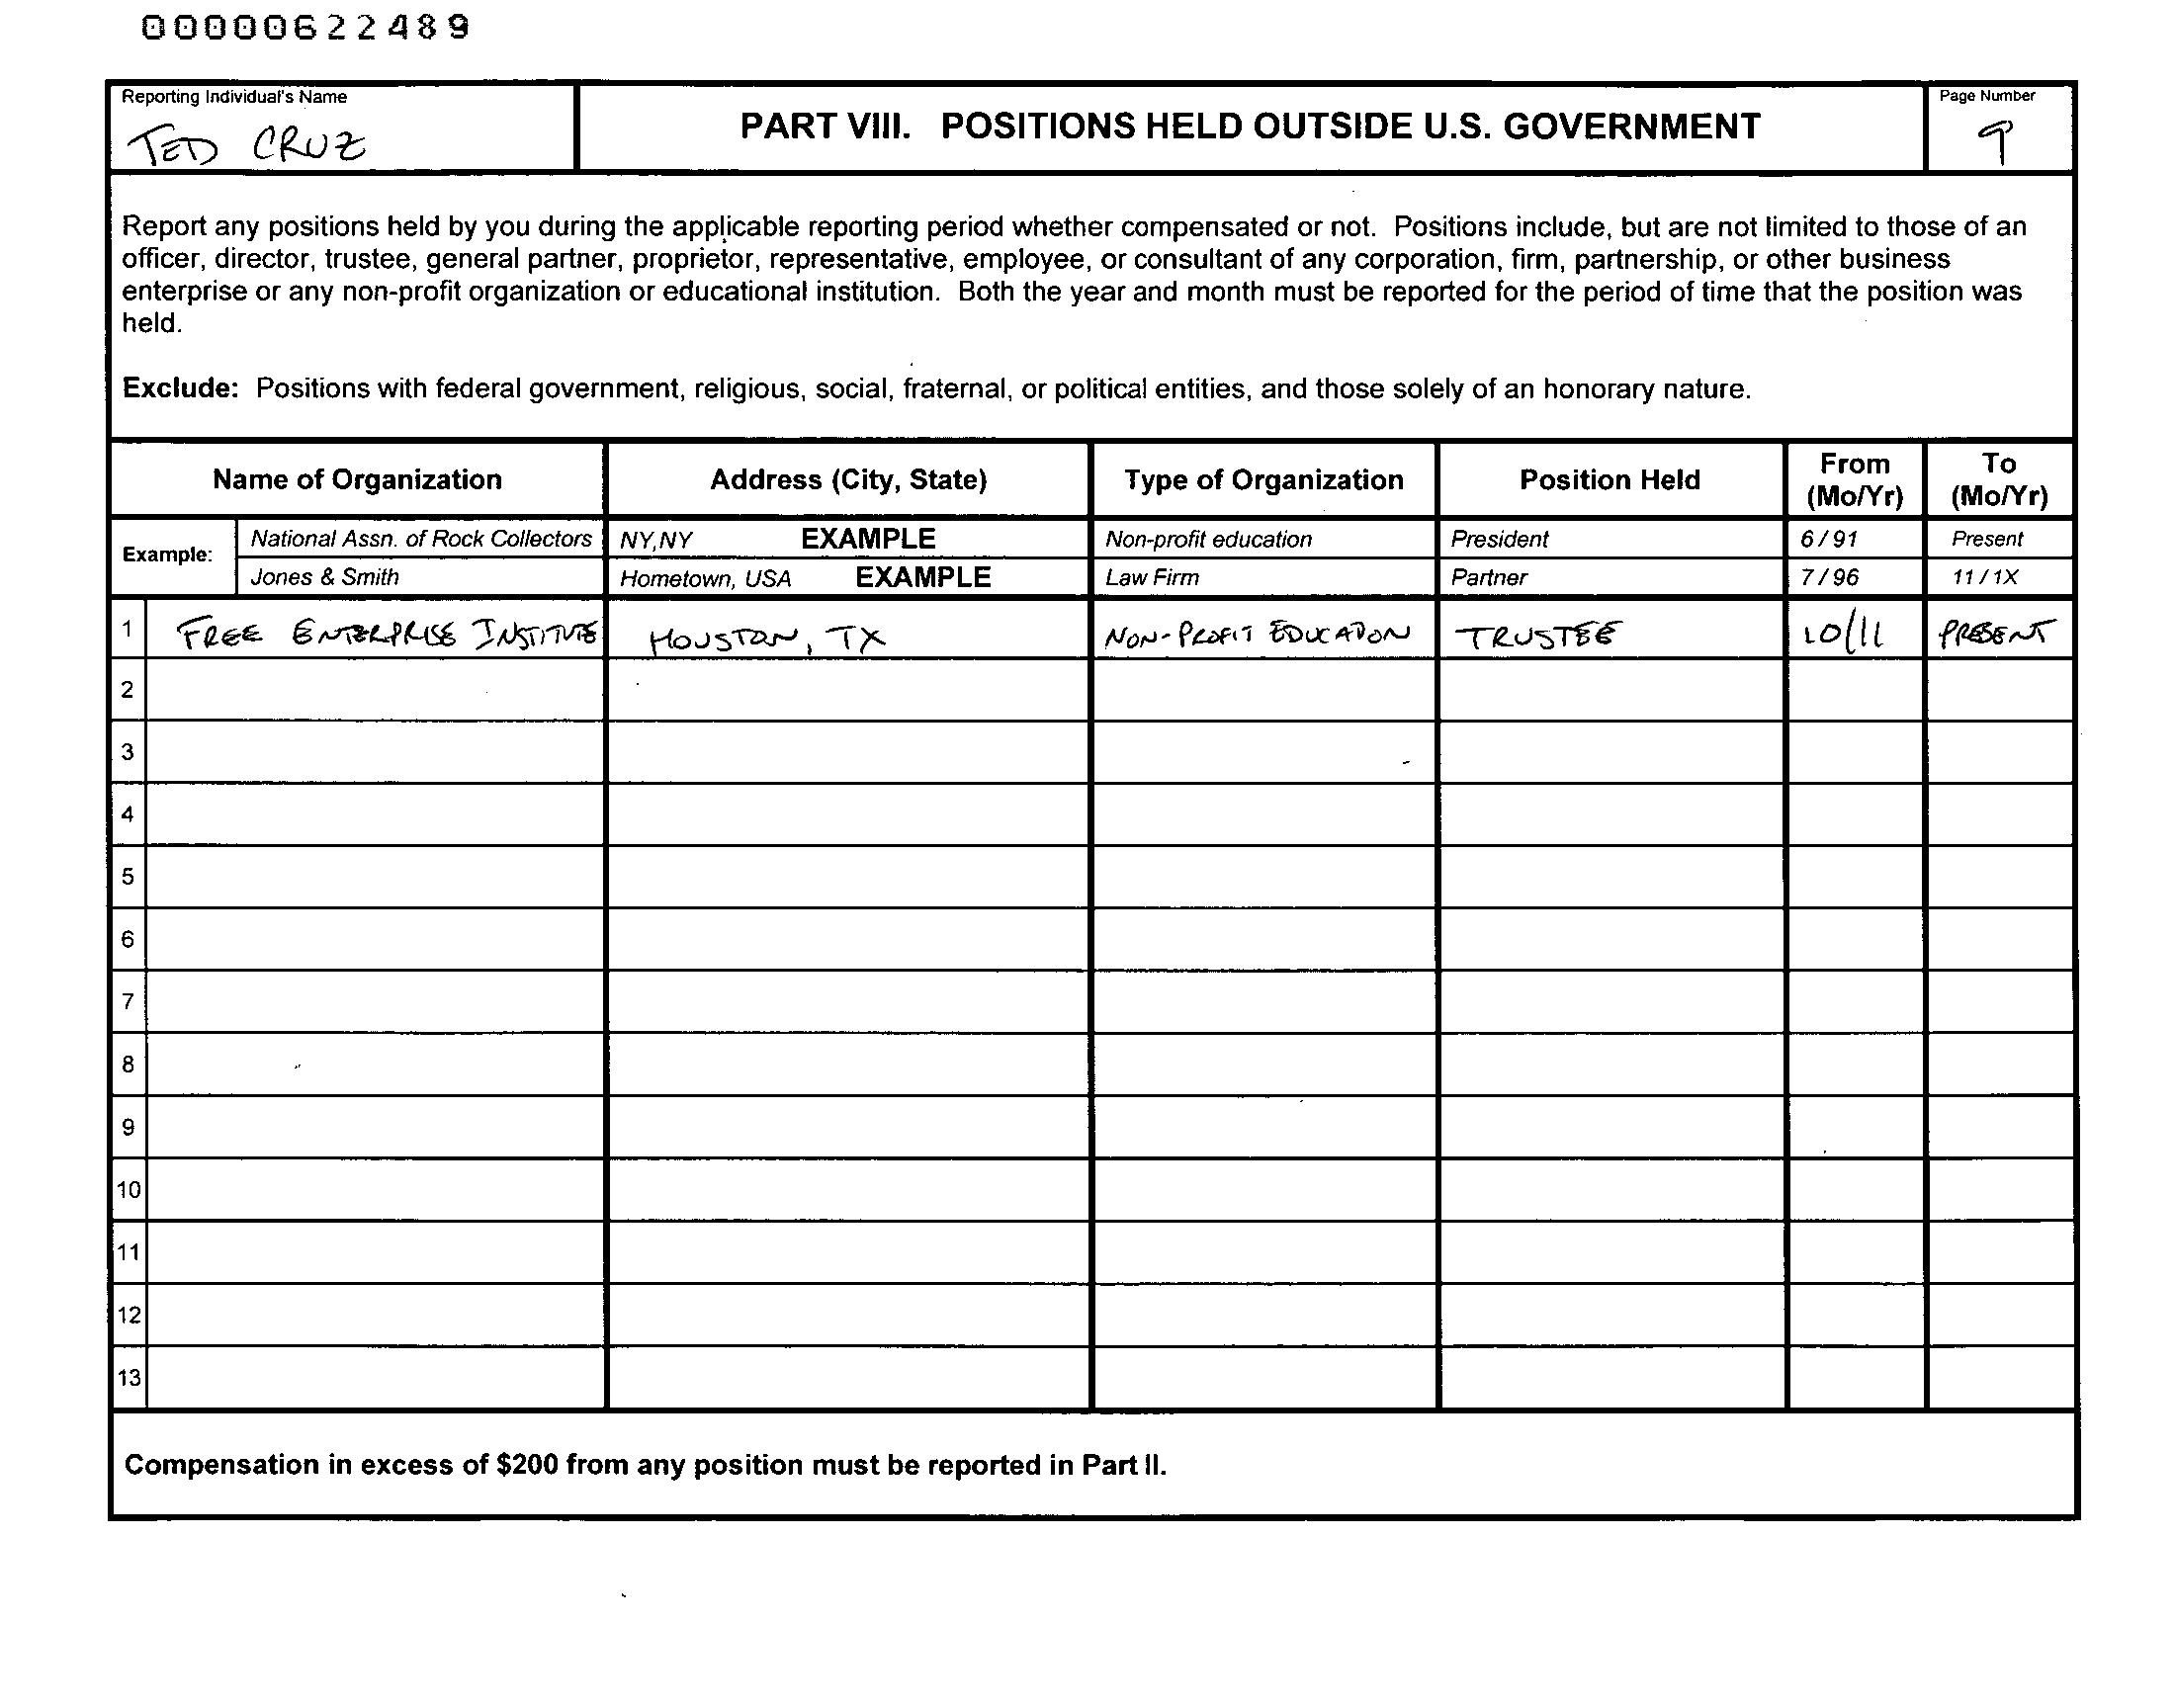 00000622489
Reporting Individual's Name
TED CRUZ
PART VIII. POSITIONS HELD OUTSIDE U.S. GOVERNMENT
Page Number
9
Report any positions held by you during the applicable reporting period whether compensated or not. Positions include, but are not limited to those of an
officer, director, trustee, general partner, proprietor, representative, employee, or consultant of any corporation, firm, partnership, or other business
enterprise or any non-profit organization or educational institution. Both the year and month must be reported for the period of time that the position was
held.
Exclude: Positions with federal government, religious, social, fraternal, or political entities, and those solely of an honorary nature.
Name of Organization Address (City, State) Type of Organization Position Held From (Mo/Yr) To (Mo/Yr)
Example: National Assn. of Rock Collectors NY,NY EXAMPLE Non-profit education President 6/91 Present
Jones & Smith Hometown, USA EXAMPLE Law Firm Partner 7/96 11/1X
1 FREE ENTERPRISE INSTITUTE HOUSTON, TX NON-PROFIT EDUCATION TRUSTEE 10/11 PRESENT
2
3
4
5
6
7
8
9
10
11
12
13
Compensation in excess of $200 from any position must be reported in Part II.